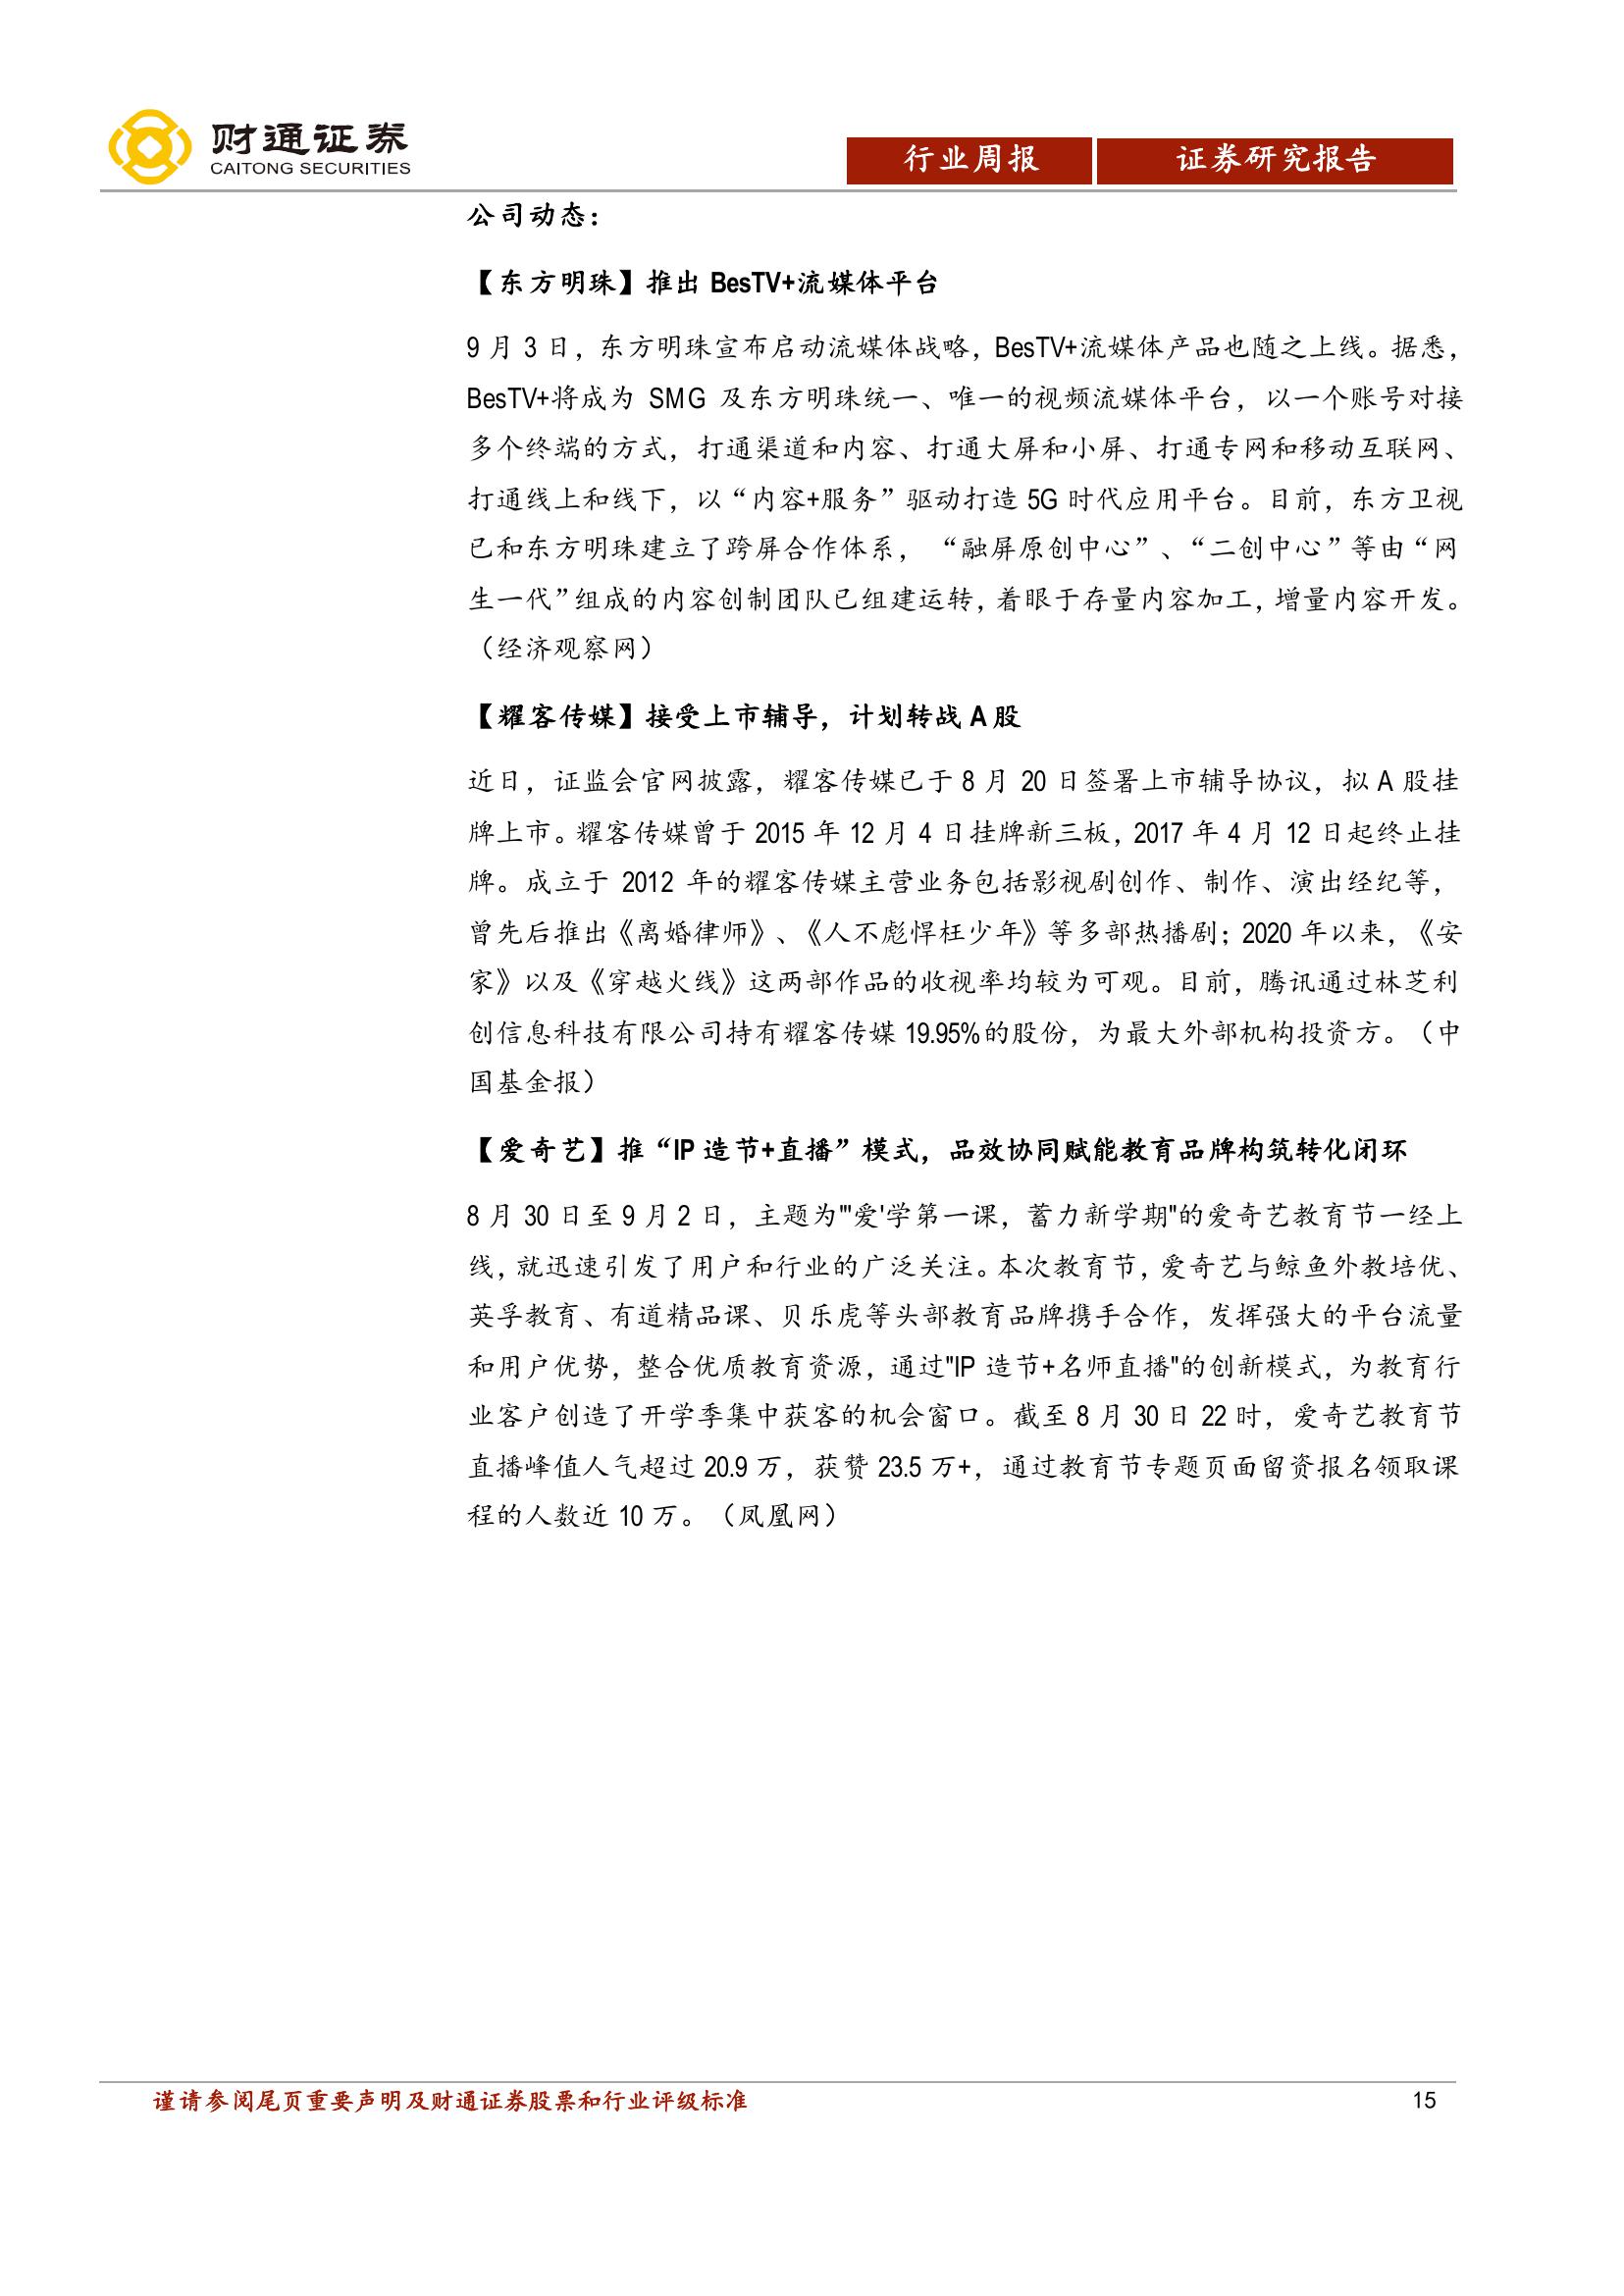 财通证券
CAITONG SECURITIES
行业周报
证券研究报告
公司动态：
【东方明珠】推出 BesTV+流媒体平台
9 月 3 日，东方明珠宣布启动流媒体战略，BesTV+流媒体产品也随之上线。据悉，
BesTV+将成为 SMG 及东方明珠统一、唯一的视频流媒体平台，以一个账号对接
多个终端的方式，打通渠道和内容、打通大屏和小屏、打通专网和移动互联网、
打通线上和线下，以“内容+服务”驱动打造 5G 时代应用平台。目前，东方卫视
已和东方明珠建立了跨屏合作体系， “融屏原创中心”、“二创中心”等由“网
生一代”组成的内容创制团队已组建运转，着眼于存量内容加工，增量内容开发。
（经济观察网）
【耀客传媒】接受上市辅导，计划转战 A 股
近日，证监会官网披露，耀客传媒已于 8 月 20 日签署上市辅导协议，拟 A 股挂
牌上市。耀客传媒曾于 2015 年 12 月 4 日挂牌新三板，2017 年 4 月 12 日起终止挂
牌。成立于 2012 年的耀客传媒主营业务包括影视剧创作、制作、演出经纪等，
曾先后推出《离婚律师》、《人不彪悍枉少年》等多部热播剧；2020 年以来，《安
家》以及《穿越火线》这两部作品的收视率均较为可观。目前，腾讯通过林芝利
创信息科技有限公司持有耀客传媒 19.95%的股份，为最大外部机构投资方。（中
国基金报）
【爱奇艺】推“IP 造节+直播”模式，品效协同赋能教育品牌构筑转化闭环
8 月 30 日至 9 月 2 日，主题为"'爱'学第一课，蓄力新学期"的爱奇艺教育节一经上
线，就迅速引发了用户和行业的广泛关注。本次教育节，爱奇艺与鲸鱼外教培优、
英孚教育、有道精品课、贝乐虎等头部教育品牌携手合作，发挥强大的平台流量
和用户优势，整合优质教育资源，通过"IP 造节+名师直播"的创新模式，为教育行
业客户创造了开学季集中获客的机会窗口。截至 8 月 30 日 22 时，爱奇艺教育节
直播峰值人气超过 20.9 万，获赞 23.5 万+，通过教育节专题页面留资报名领取课
程的人数近 10 万。（凤凰网）
谨请参阅尾页重要声明及财通证券股票和行业评级标准
15